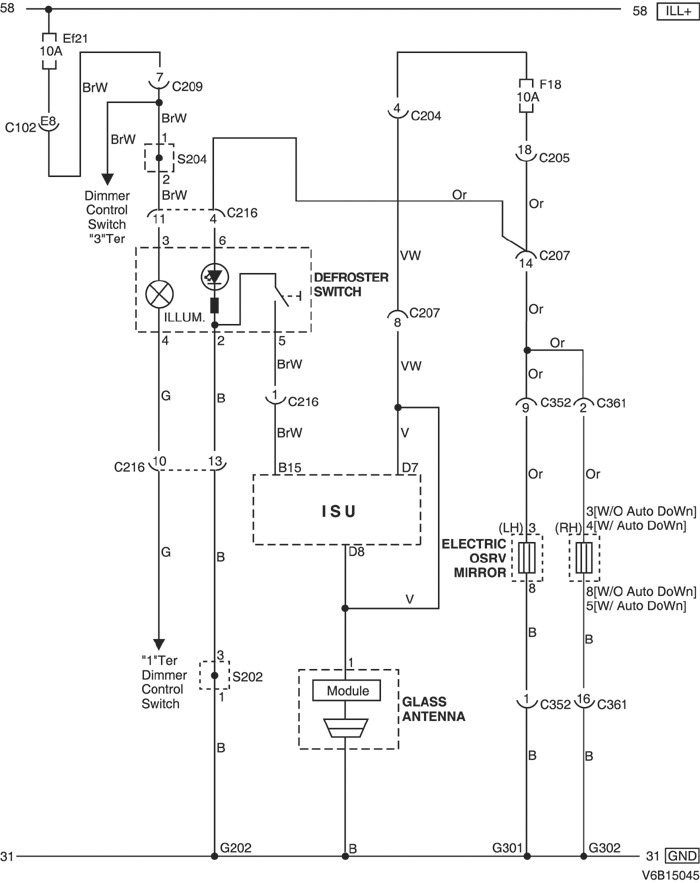 58
58 ILL+
Ef21
10A
F18
10A
7
C209
BrW
4
C204
BrW
C102 E8
BrW
1
S204
18
C205
2
BrW
Dimmer
Control
Switch
"3"Ter
Or
Or
11 4 C216
3 6
VW
14
C207
DEFROSTER
SWITCH
ILLUM.
Or
8
C207
4 2 5
Or
BrW
VW
Or
G B
1
C216
9 C352 2 C361
BrW
V
C216 10 13
B15 D7
Or Or
ISU
3[W/O Auto DoWn]
4[W/ Auto DoWn]
(LH) 3 (RH)
ELECTRIC
OSRV
MIRROR
D8
G B
8
8[W/O Auto DoWn]
5[W/ Auto DoWn]
V
B B
"1"Ter
Dimmer
Control
Switch
3
S202
1
1
Module
GLASS
ANTENNA
1 C352 16 C361
B
B B
G202
B
G301
G302
31
31 GND
V6B15045